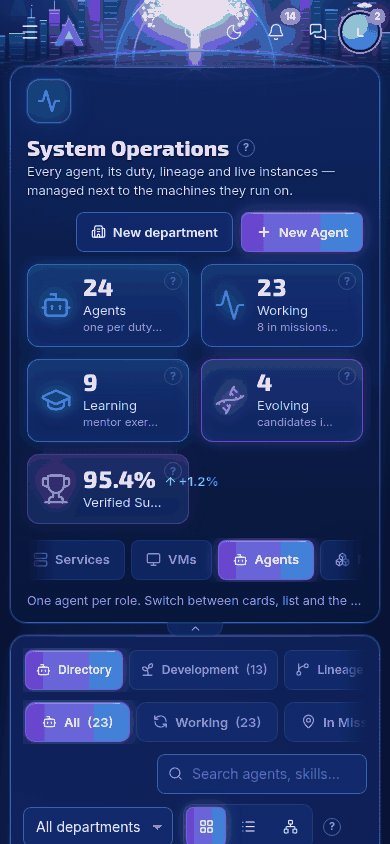 14
2
L
System Operations ?
Every agent, its duty, lineage and live instances —
managed next to the machines they run on.
New department
+ New Agent
24 ?
Agents
one per duty...
23 ?
Working
8 in missions...
9 ?
Learning
mentor exer...
4 ?
Evolving
candidates i...
95.4% ↑ +1.2% ?
Verified Su...
Services VMs Agents
One agent per role. Switch between cards, list and the ...
Directory Development (13) Lineage
All (23) Working (23) In Miss
Search agents, skills...
All departments ?